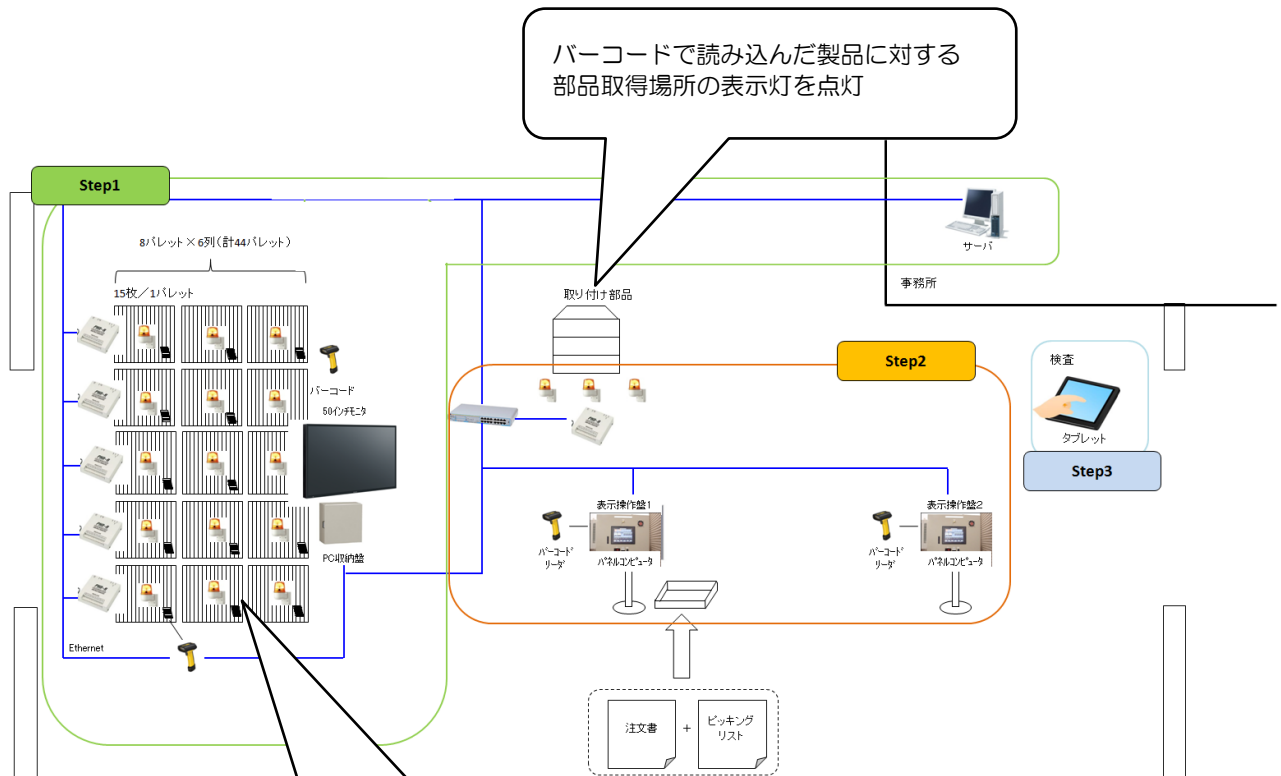 バーコードで読み込んだ製品に対する
部品取得場所の表示灯を点灯
Step1
8パレット×6列(計44パレット)
15枚/1パレット
サーバ
事務所
取り付け部品
Step2
検査
タブレット
Step3
バーコード
50インチモニタ
PC収納盤
表示操作盤1
バーコード
リーダ
パネルコンピュータ
表示操作盤2
バーコード
リーダ
パネルコンピュータ
Ethernet
注文書
+
ピッキング
リスト